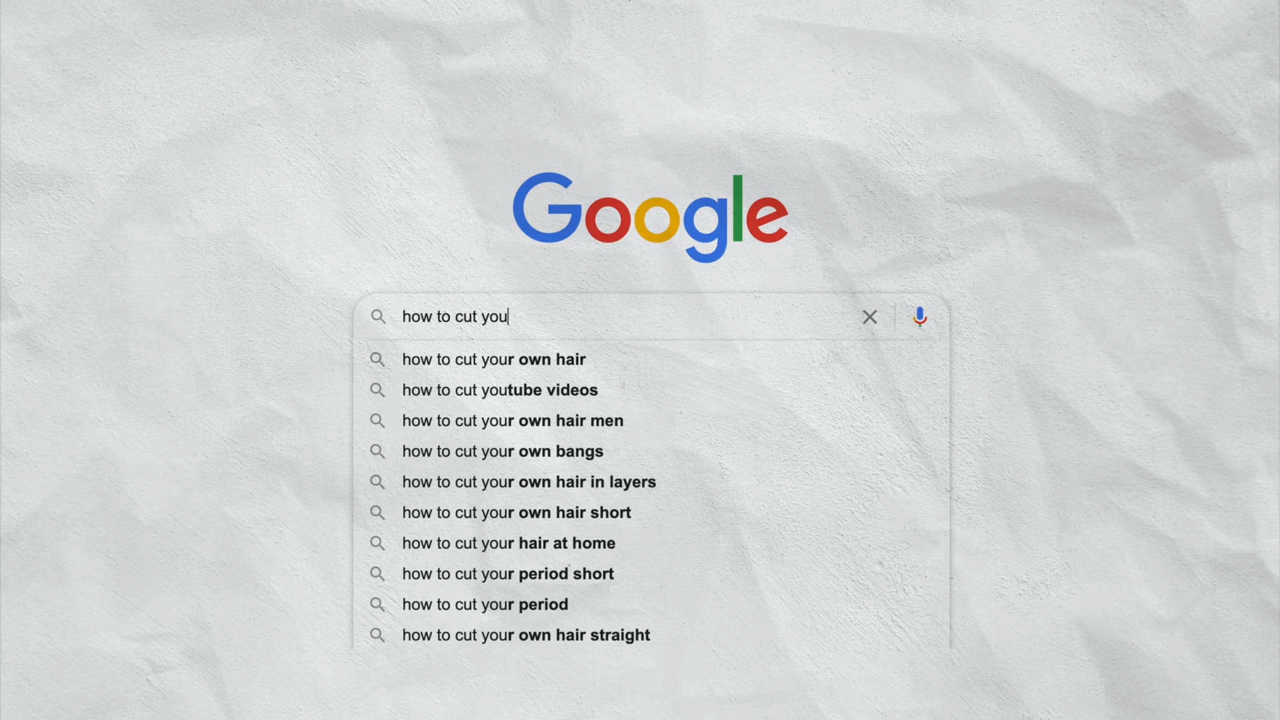 Google
how to cut you
how to cut your own hair
how to cut youtube videos
how to cut your own hair men
how to cut your own bangs
how to cut your own hair in layers
how to cut your own hair short
how to cut your hair at home
how to cut your period short
how to cut your period
how to cut your own hair straight